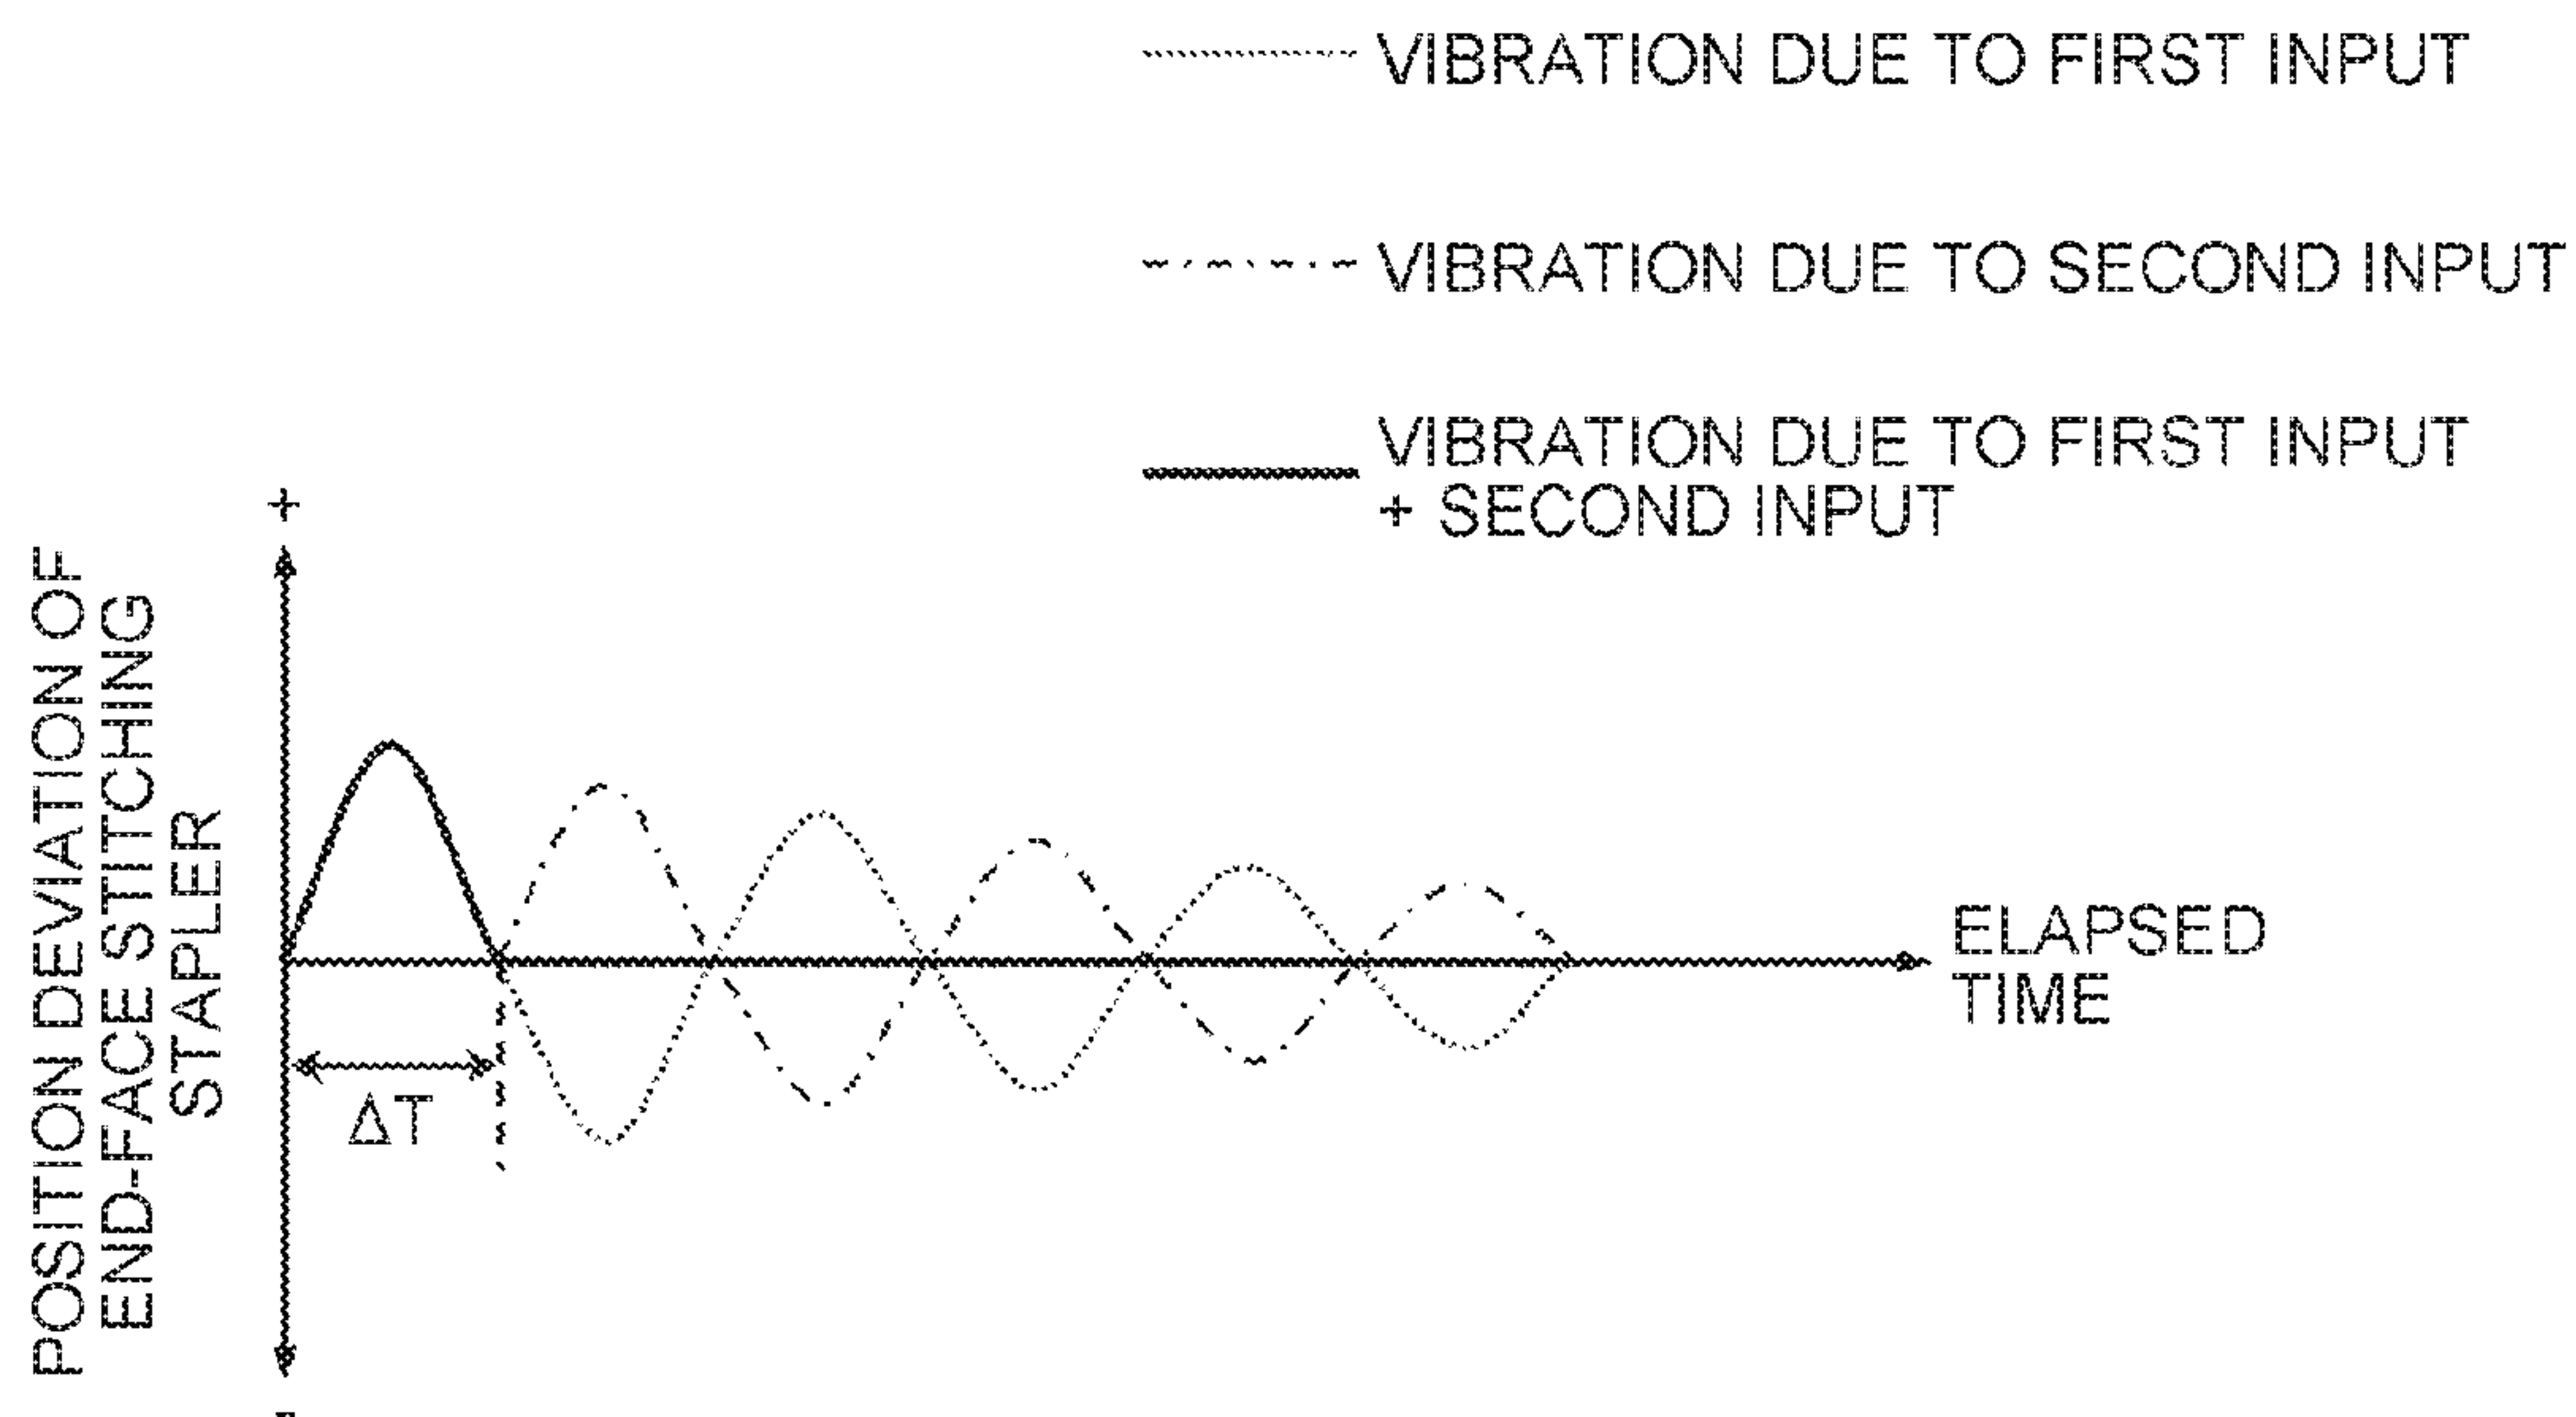 VIBRATION DUE TO FIRST INPUT
VIBRATION DUE TO SECOND INPUT
VIBRATION DUE TO FIRST INPUT
+ SECOND INPUT
+
POSITION DEVIATION OF
END-FACE STITCHING
STAPLER
ELAPSED
TIME
ΔT
-